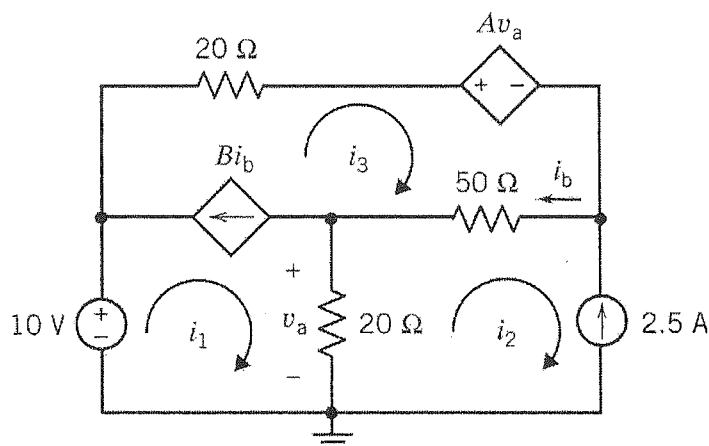 Av_a
20 Ω
+ −
Bi_b
i_3
50 Ω
i_b
10 V
+
−
i_1
+
v_a
−
20 Ω
i_2
2.5 A